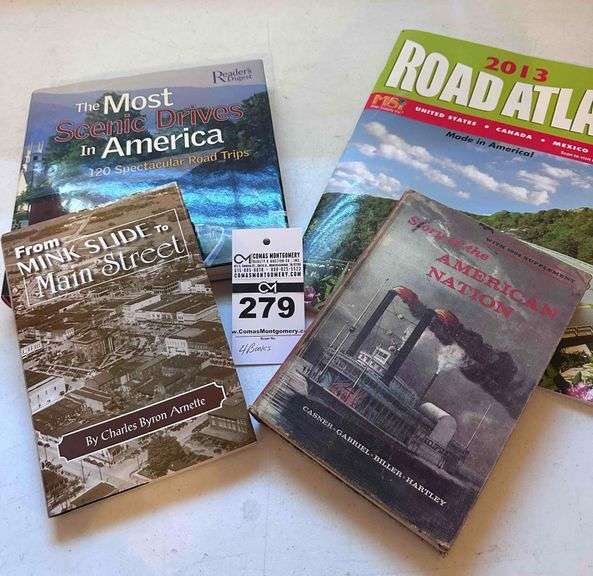 Reader's
Digest
The Most
Scenic Drives
In America
120 Spectacular Road Trips
2013
ROAD ATLA
UNITED STATES • CANADA • MEXICO
Made in America!
From
MINK SLIDE To
Main Street
By Charles Byron Arnette
COMAS MONTGOMERY
CM
279
www.ComasMontgomery.c
4 Books
Story of the
AMERICAN
NATION
CASNER-GABRIEL-BILLER-HARTLEY